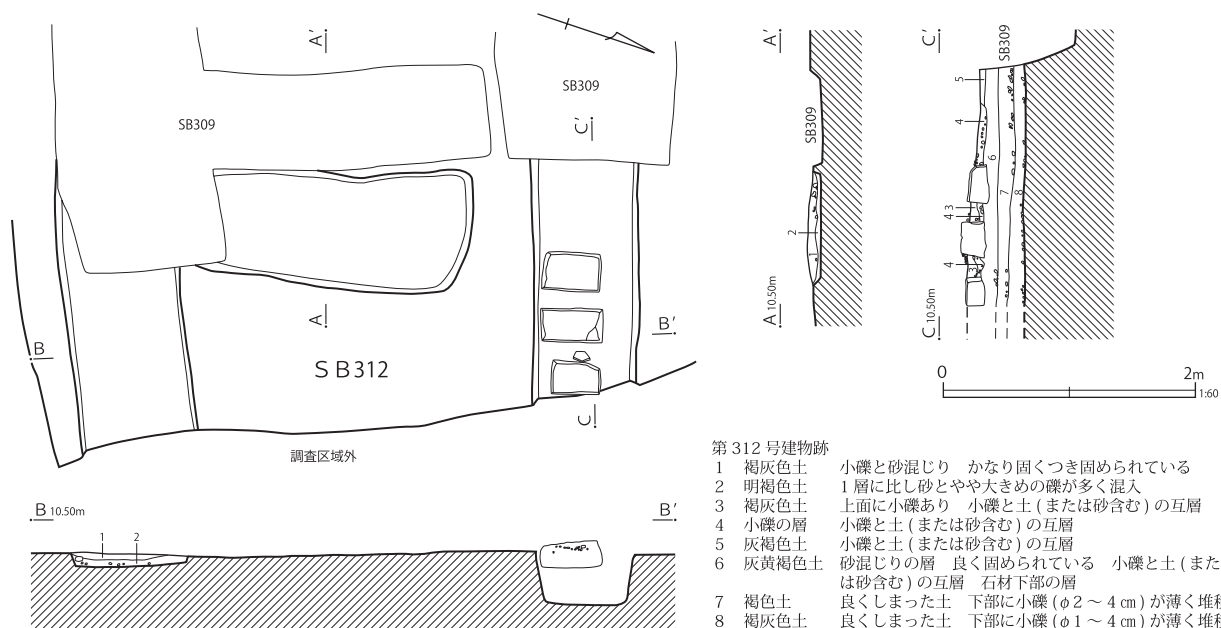 A′
C′
SB309
SB309
C′
SB309
A′
C′
SB309
SB309
5
4
6
3
4
7
8
4
3
2
1
A 10.50m
C 10.50m
A
B
B′
C
ＳB312
調査区域外
0
2m
1:60
B 10.50m
B′
1
2
第 312 号建物跡
1 褐灰色土 小礫と砂混じり かなり固くつき固められている
2 明褐色土 1 層に比し砂とやや大きめの礫が多く混入
3 褐灰色土 上面に小礫あり 小礫と土 ( または砂含む ) の互層
4 小礫の層 小礫と土 ( または砂含む ) の互層
5 灰褐色土 小礫と土 ( または砂含む ) の互層
6 灰黄褐色土 砂混じりの層 良く固められている 小礫と土 ( また
は砂含む ) の互層 石材下部の層
7 褐色土 良くしまった土 下部に小礫 (φ 2 ～ 4 ㎝ ) が薄く堆積
8 褐灰色土 良くしまった土 下部に小礫 (φ 1 ～ 4 ㎝ ) が薄く堆積